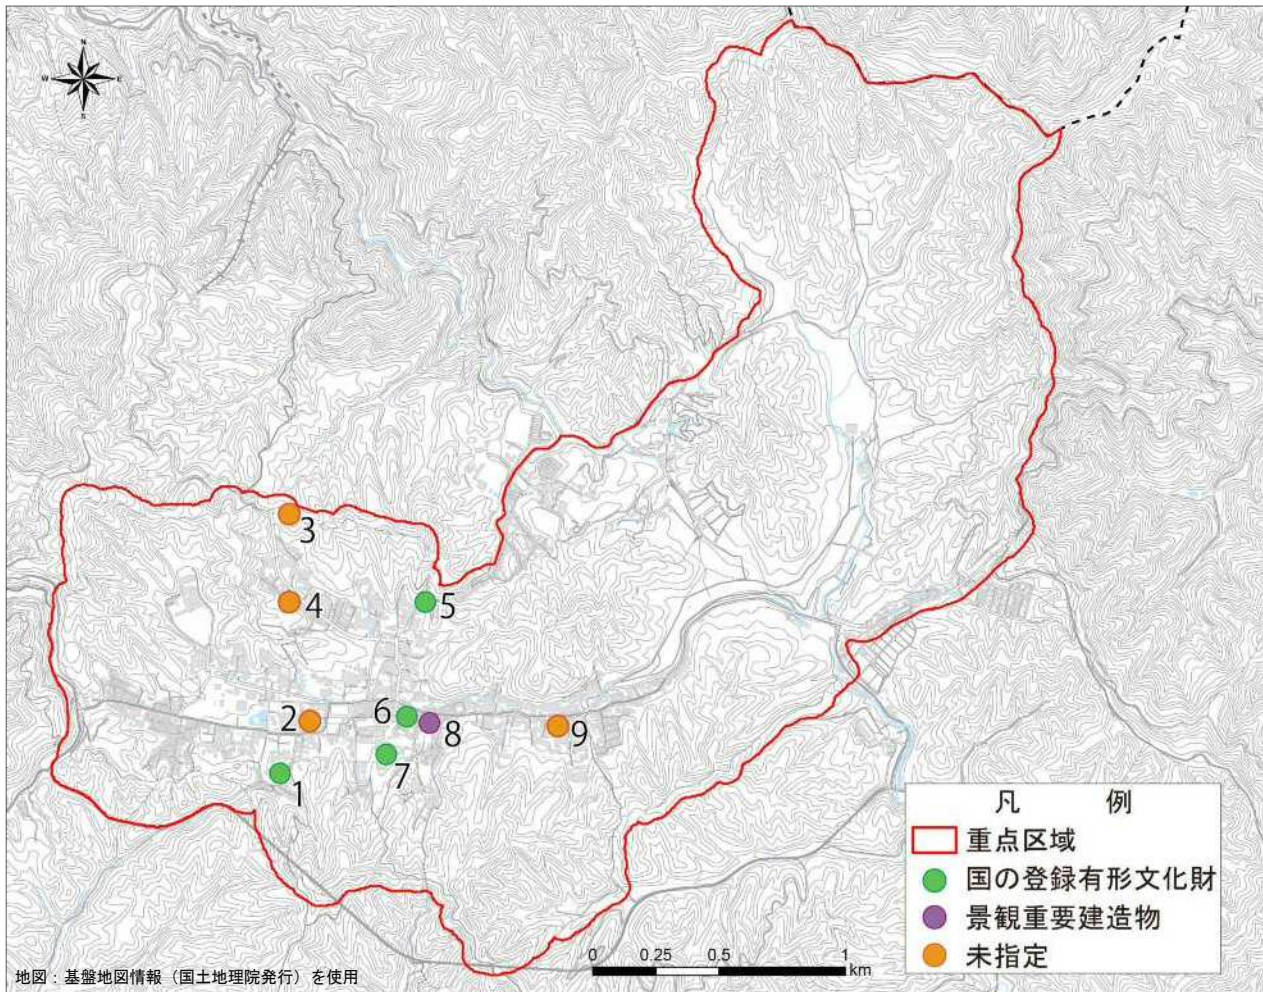 N
W E
S
3
4
5
2
6
8
9
7
1
凡 例
重点区域
国の登録有形文化財
景観重要建造物
未指定
0 0.25 0.5 1
km
地図：基盤地図情報（国土地理院発行）を使用